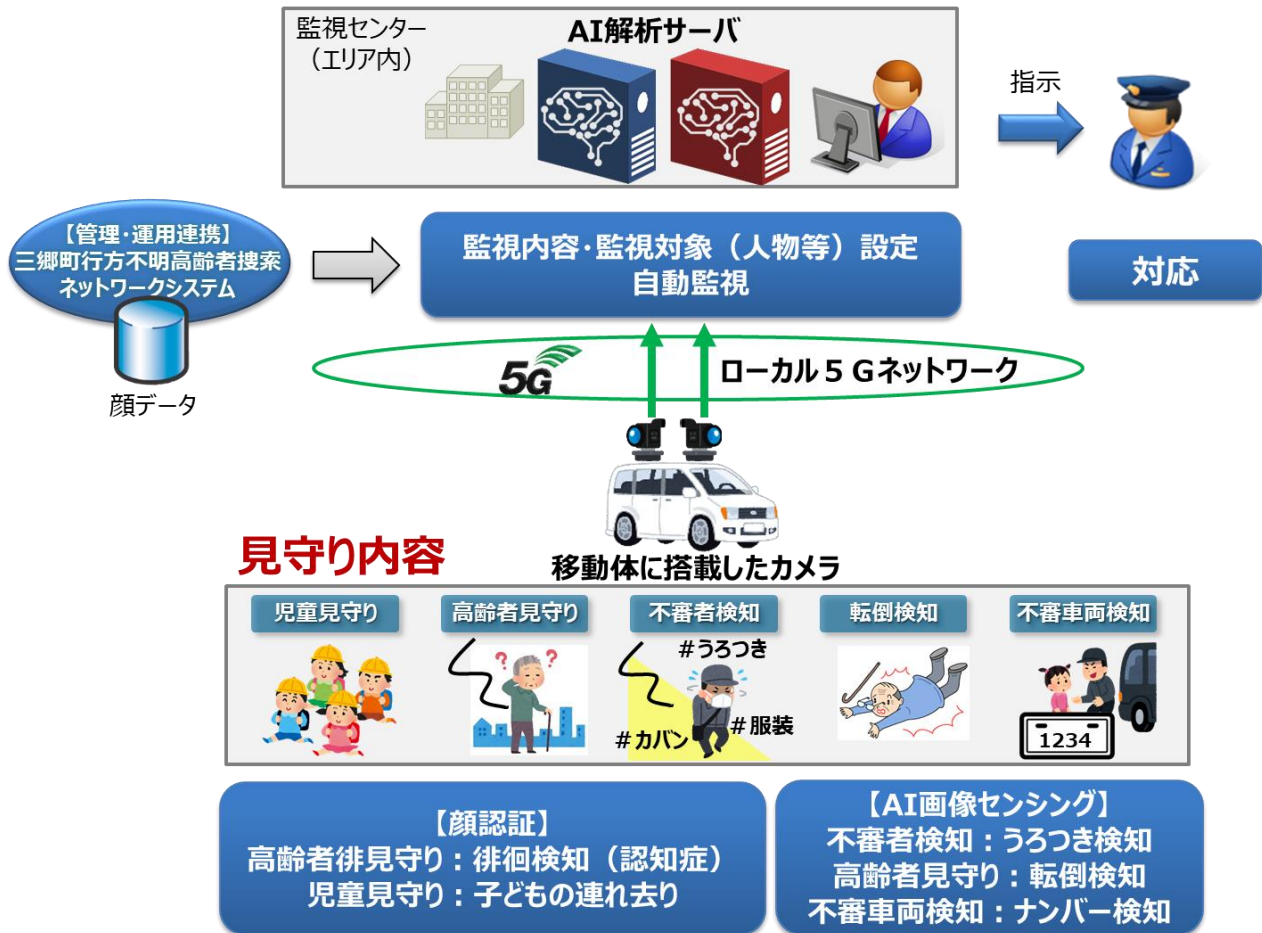 監視センター
（エリア内）
AI解析サーバ
指示
【管理・運用連携】
三郷町行方不明高齢者捜索
ネットワークシステム
顔データ
監視内容・監視対象（人物等）設定
自動監視
対応
5G
ローカル５Gネットワーク
移動体に搭載したカメラ
見守り内容
児童見守り
高齢者見守り
不審者検知
転倒検知
不審車両検知
#うろつき
#カバン
#服装
1234
【顔認証】
高齢者徘見守り：徘徊検知（認知症）
児童見守り：子どもの連れ去り
【AI画像センシング】
不審者検知：うろつき検知
高齢者見守り：転倒検知
不審車両検知：ナンバー検知